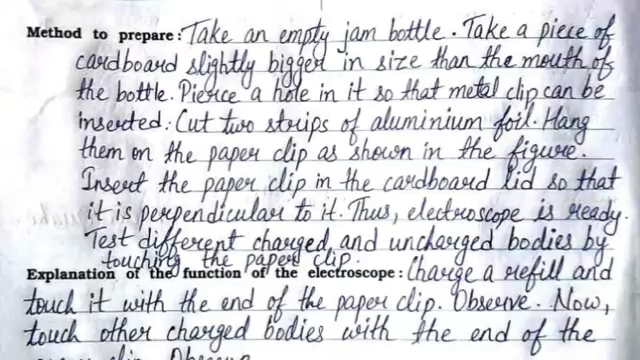 Method to prepare: Take an empty jam bottle. Take a piece of
cardboard slightly bigger in size than the mouth of
the bottle. Pierce a hole in it so that metal clip can be
inserted. Cut two strips of aluminium foil. Hang
them on the paper clip as shown in the figure.
Insert the paper clip in the cardboard lid so that
it is perpendicular to it. Thus, electroscope is ready.
Test different charged and uncharged bodies by
touching the paper clip.
Explanation of the function of the electroscope: Charge a refill and
touch it with the end of the paper clip. Observe. Now,
touch other charged bodies with the end of the
clip. Observe